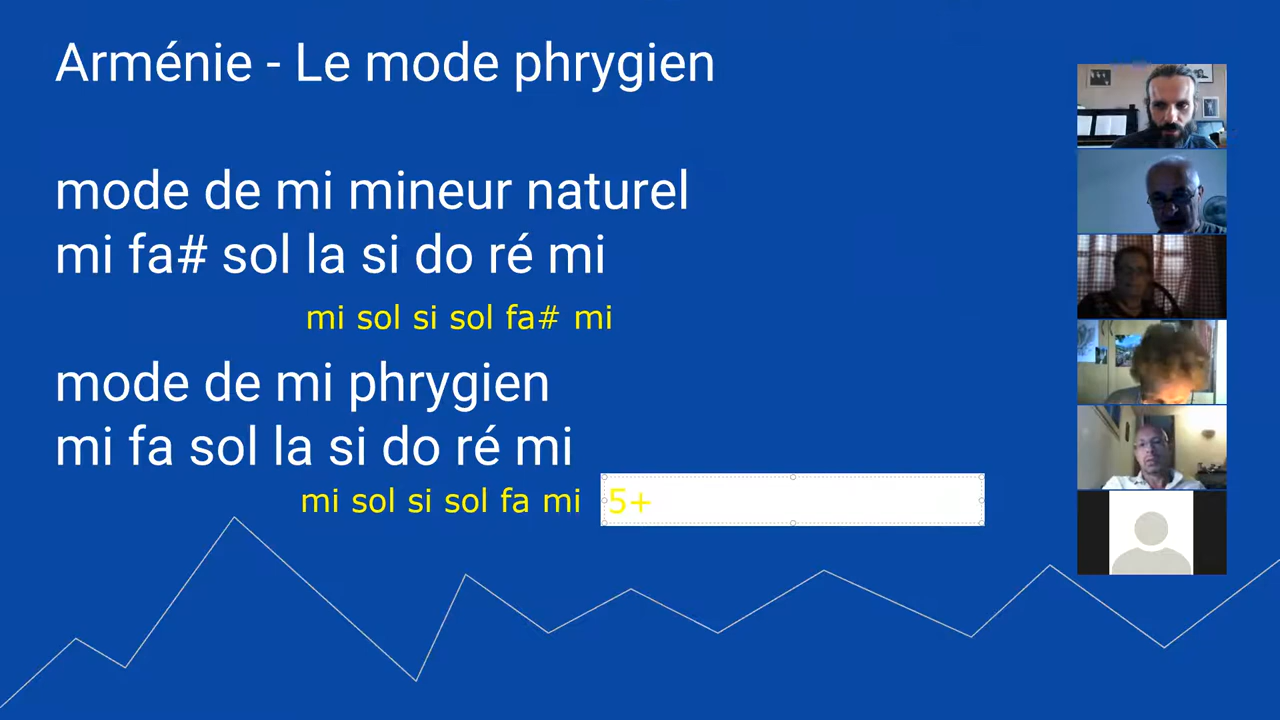 Arménie - Le mode phrygien
mode de mi mineur naturel
mi fa# sol la si do ré mi
mi sol si sol fa# mi
mode de mi phrygien
mi fa sol la si do ré mi
mi sol si sol fa mi
5+